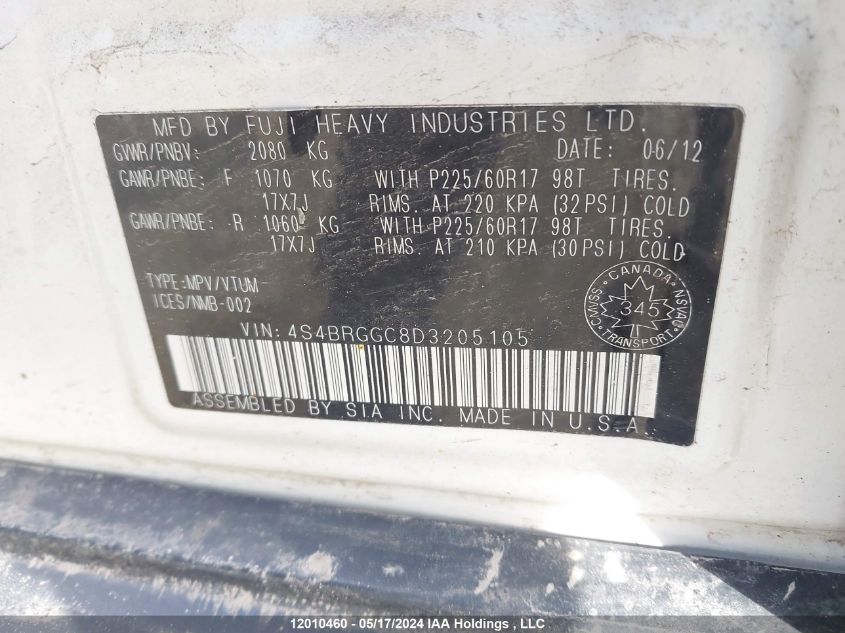 MFD BY FUJI HEAVY INDUSTRIES LTD.
GVWR/PNBV: 2080 KG DATE: 06/12
GAWR/PNBE: F 1070 KG WITH P225/60R17 98T TIRES.
17X7J RIMS. AT 220 KPA (32PSI) COLD
GAWR/PNBE: R 1060 KG WITH P225/60R17 98T TIRES.
17X7J RIMS. AT 210 KPA (30PSI) COLD
TYPE:MPV/VTUM
ICES/NMB-002
CANADA
CMVSS 345 NSVAC
TRANSPORT
VIN: 4S4BRGGC8D3205105
ASSEMBLED BY SIA INC. MADE IN U.S.A.
12010460 - 05/17/2024 IAA Holdings, LLC